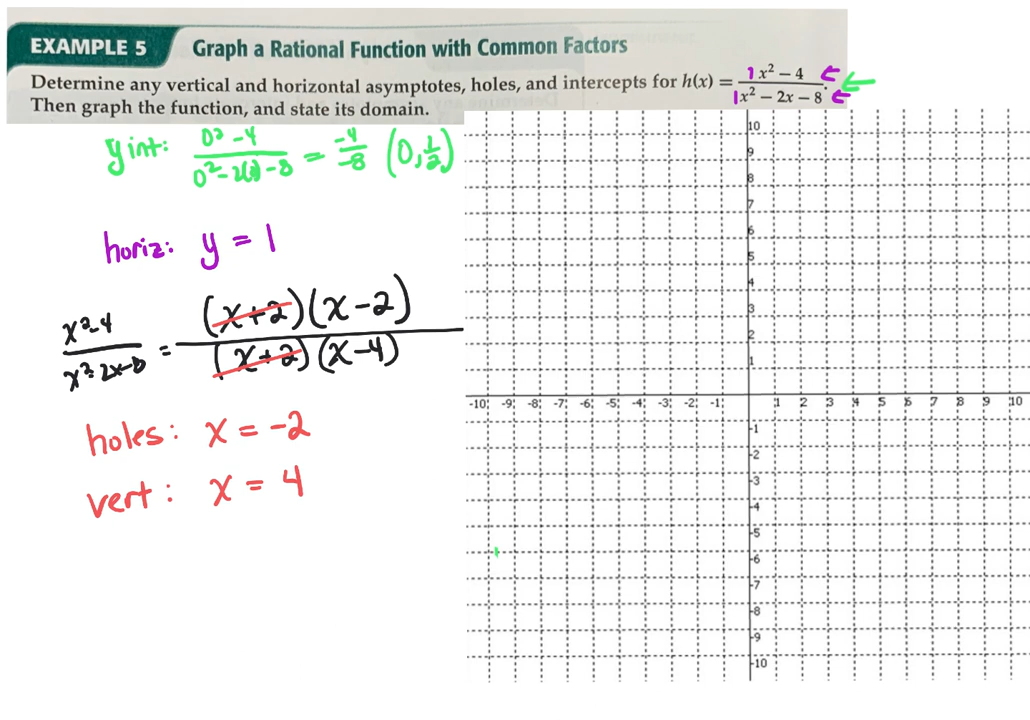 EXAMPLE 5 Graph a Rational Function with Common Factors
Determine any vertical and horizontal asymptotes, holes, and intercepts for h(x) = (1x² − 4)/(1x² − 2x − 8).
Then graph the function, and state its domain.
y int: (0² − 4)/(0² − 2(0) − 8) = −4/−8 (0, 1/2)
horiz: y = 1
(x² − 4)/(x² − 2x − 8) = (x+2)(x−2)/(x+2)(x−4)
holes: x = −2
vert: x = 4
10
9
8
7
6
5
4
3
2
1
-10 -9 -8 -7 -6 -5 -4 -3 -2 -1 1 2 3 4 5 6 7 8 9 10
-1
-2
-3
-4
-5
-6
-7
-8
-9
-10